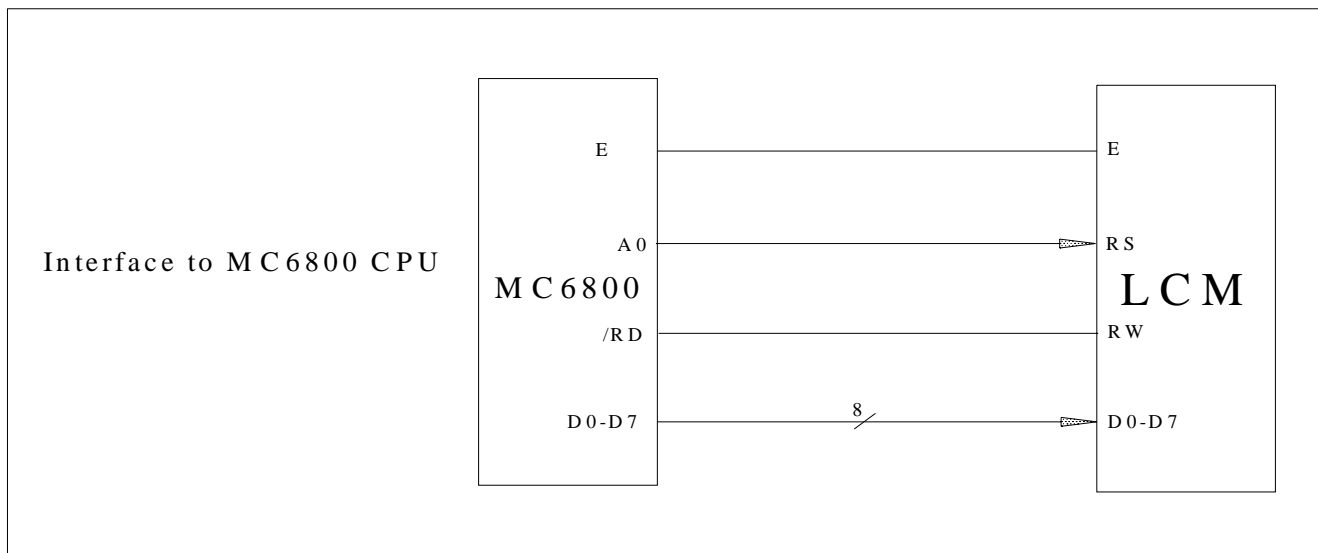 Interface to MC6800 CPU
MC6800
E
A0
/RD
D0-D7
8
LCM
E
RS
RW
D0-D7